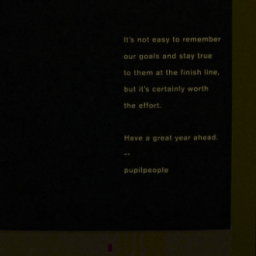 It's not easy to remember
our goals and stay true
to them at the finish line,
but it's certainly worth
the effort.
Have a great year ahead.
--
pupilpeople